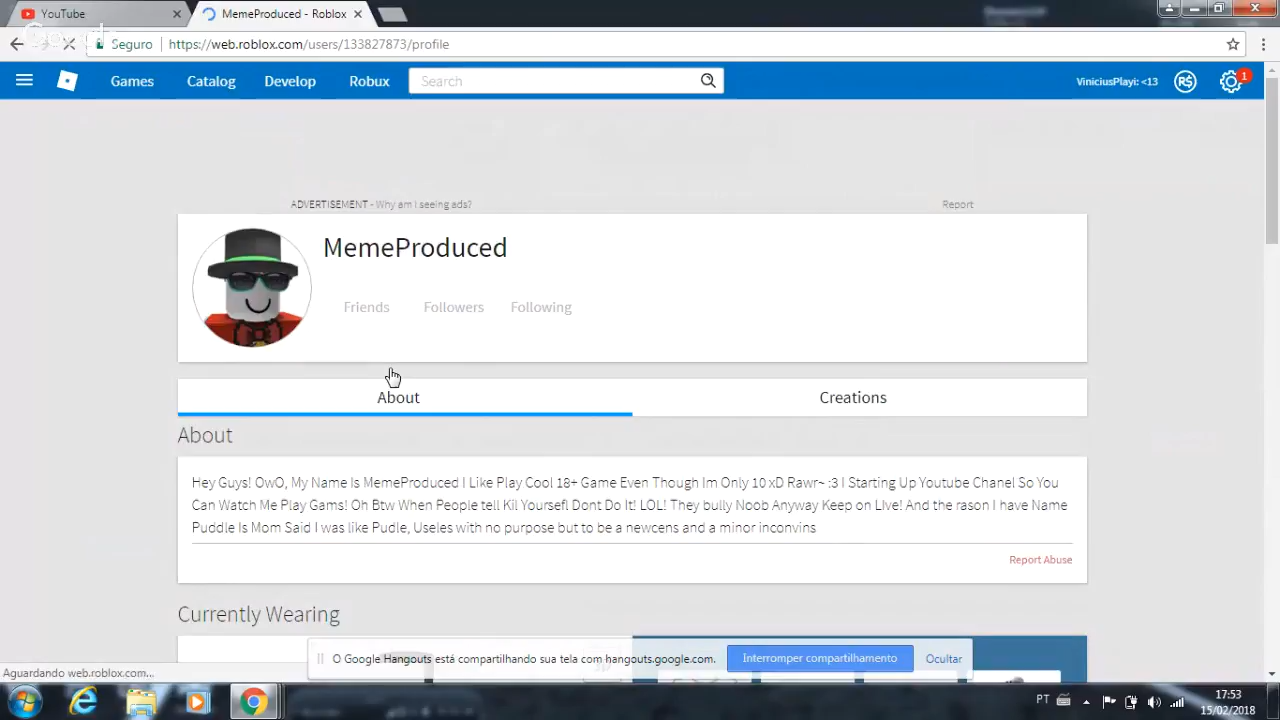 YouTube
MemeProduced - Roblox
Seguro
https://web.roblox.com/users/133827873/profile
Games
Catalog
Develop
Robux
Search
ViniciusPlayi: <13
R$
1
ADVERTISEMENT - Why am I seeing ads?
Report
MemeProduced
Friends
Followers
Following
About
Creations
About
Hey Guys! OwO, My Name Is MemeProduced I Like Play Cool 18+ Game Even Though Im Only 10 xD Rawr~ :3 I Starting Up Youtube Chanel So You
Can Watch Me Play Gams! Oh Btw When People tell Kil Yoursefl Dont Do It! LOL! They bully Noob Anyway Keep on LIve! And the rason I have Name
Puddle Is Mom Said I was like Pudle, Useles with no purpose but to be a newcens and a minor inconvins
Report Abuse
Currently Wearing
O Google Hangouts está compartilhando sua tela com hangouts.google.com.
Interromper compartilhamento
Ocultar
Aguardando web.roblox.com...
PT
17:53
15/02/2018